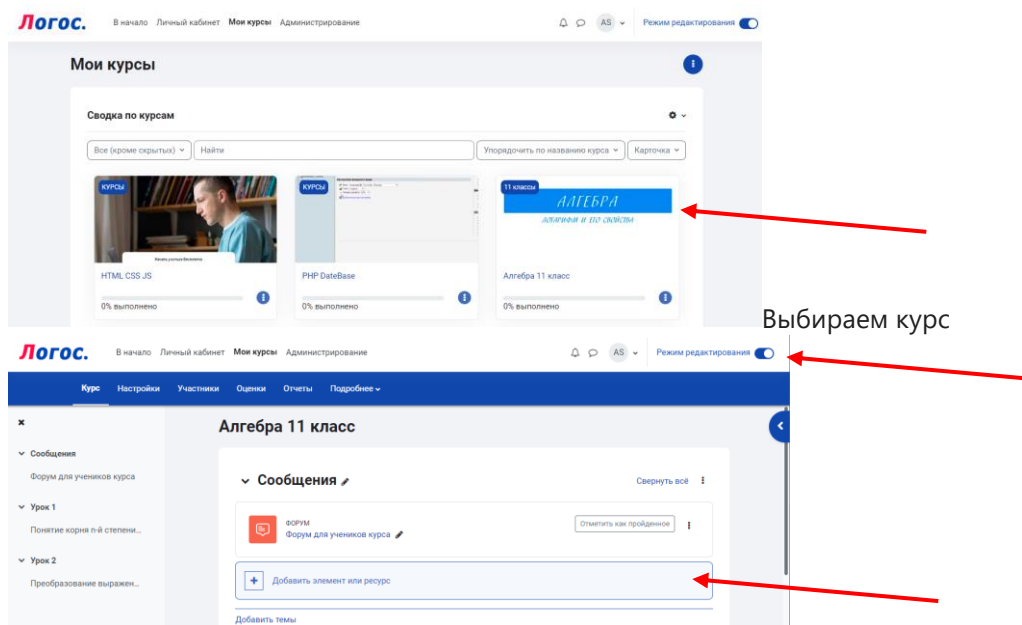 Логос. В начало Личный кабинет Мои курсы Администрирование AS Режим редактирования
Мои курсы
Сводка по курсам
Все (кроме скрытых) Найти Упорядочить по названию курса Карточка
КУРСЫ КУРСЫ 11 классы
АЛГЕБРА
ЛОГАРИФМ И ЕГО СВОЙСТВА
HTML CSS JS PHP DateBase Алгебра 11 класс
0% выполнено 0% выполнено 0% выполнено
Выбираем курс
Логос. В начало Личный кабинет Мои курсы Администрирование AS Режим редактирования
Курс Настройки Участники Оценки Отчеты Подробнее
Алгебра 11 класс
Сообщения
Форум для учеников курса
Урок 1
Понятие корня n-й степени...
Урок 2
Преобразование выражен...
Сообщения Свернуть всё
ФОРУМ
Форум для учеников курса Отметить как пройденное
Добавить элемент или ресурс
Добавить темы